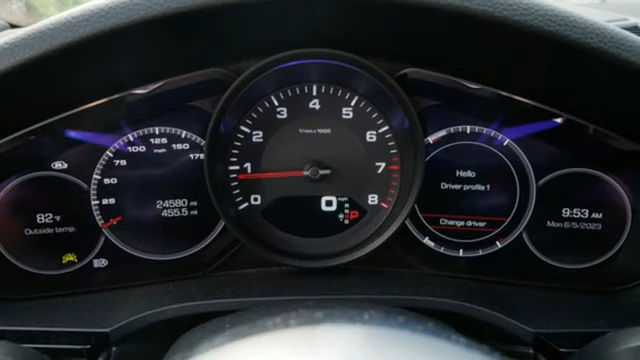 82 °F
Outside temp.
25
50
75
100
125
150
175
mph
24580 mi
455.5 mi
0
1
2
3
4
5
6
7
8
1/min x 1000
0 mph
P
Hello
Driver profile 1
Change driver
9:53 AM
Mon 6/5/2023